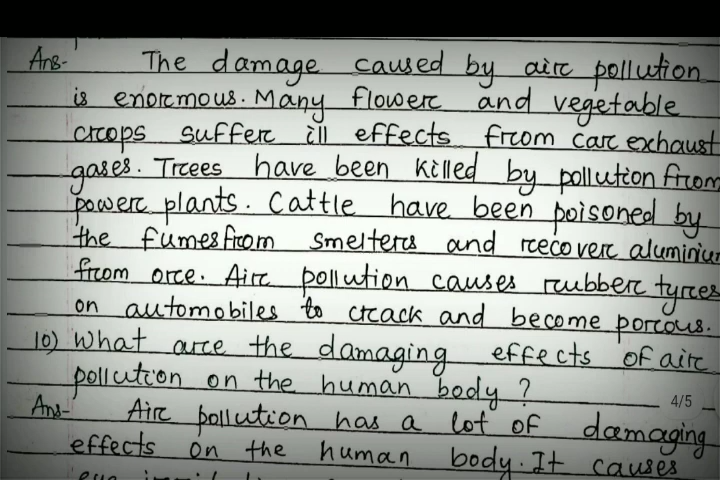 Ans- The damage caused by air pollution
is enormous. Many flower and vegetable
crops suffer ill effects from car exhaust
gases. Trees have been killed by pollution from
power plants. Cattle have been poisoned by
the fumes from smelters and recover aluminium
from ore. Air pollution causes rubber tyres
on automobiles to crack and become porous.
10) What are the damaging effects of air
pollution on the human body ?
4/5
Ans- Air pollution has a lot of damaging
effects on the human body. It causes